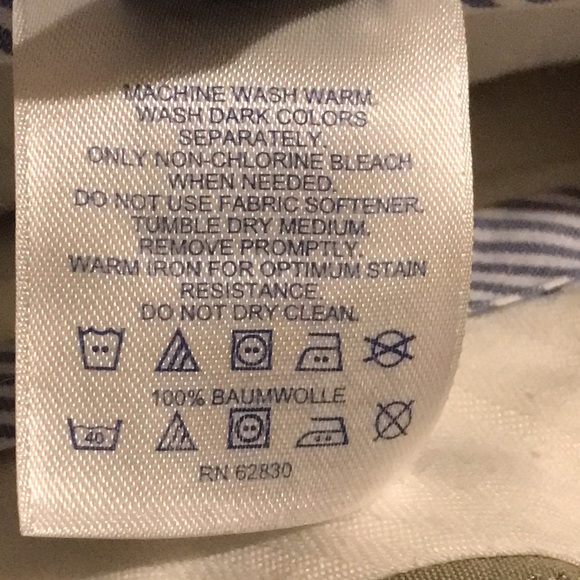 MACHINE WASH WARM.
WASH DARK COLORS
SEPARATELY.
ONLY NON-CHLORINE BLEACH
WHEN NEEDED.
DO NOT USE FABRIC SOFTENER.
TUMBLE DRY MEDIUM.
REMOVE PROMPTLY.
WARM IRON FOR OPTIMUM STAIN
RESISTANCE.
DO NOT DRY CLEAN.
100% BAUMWOLLE
40
RN 62830